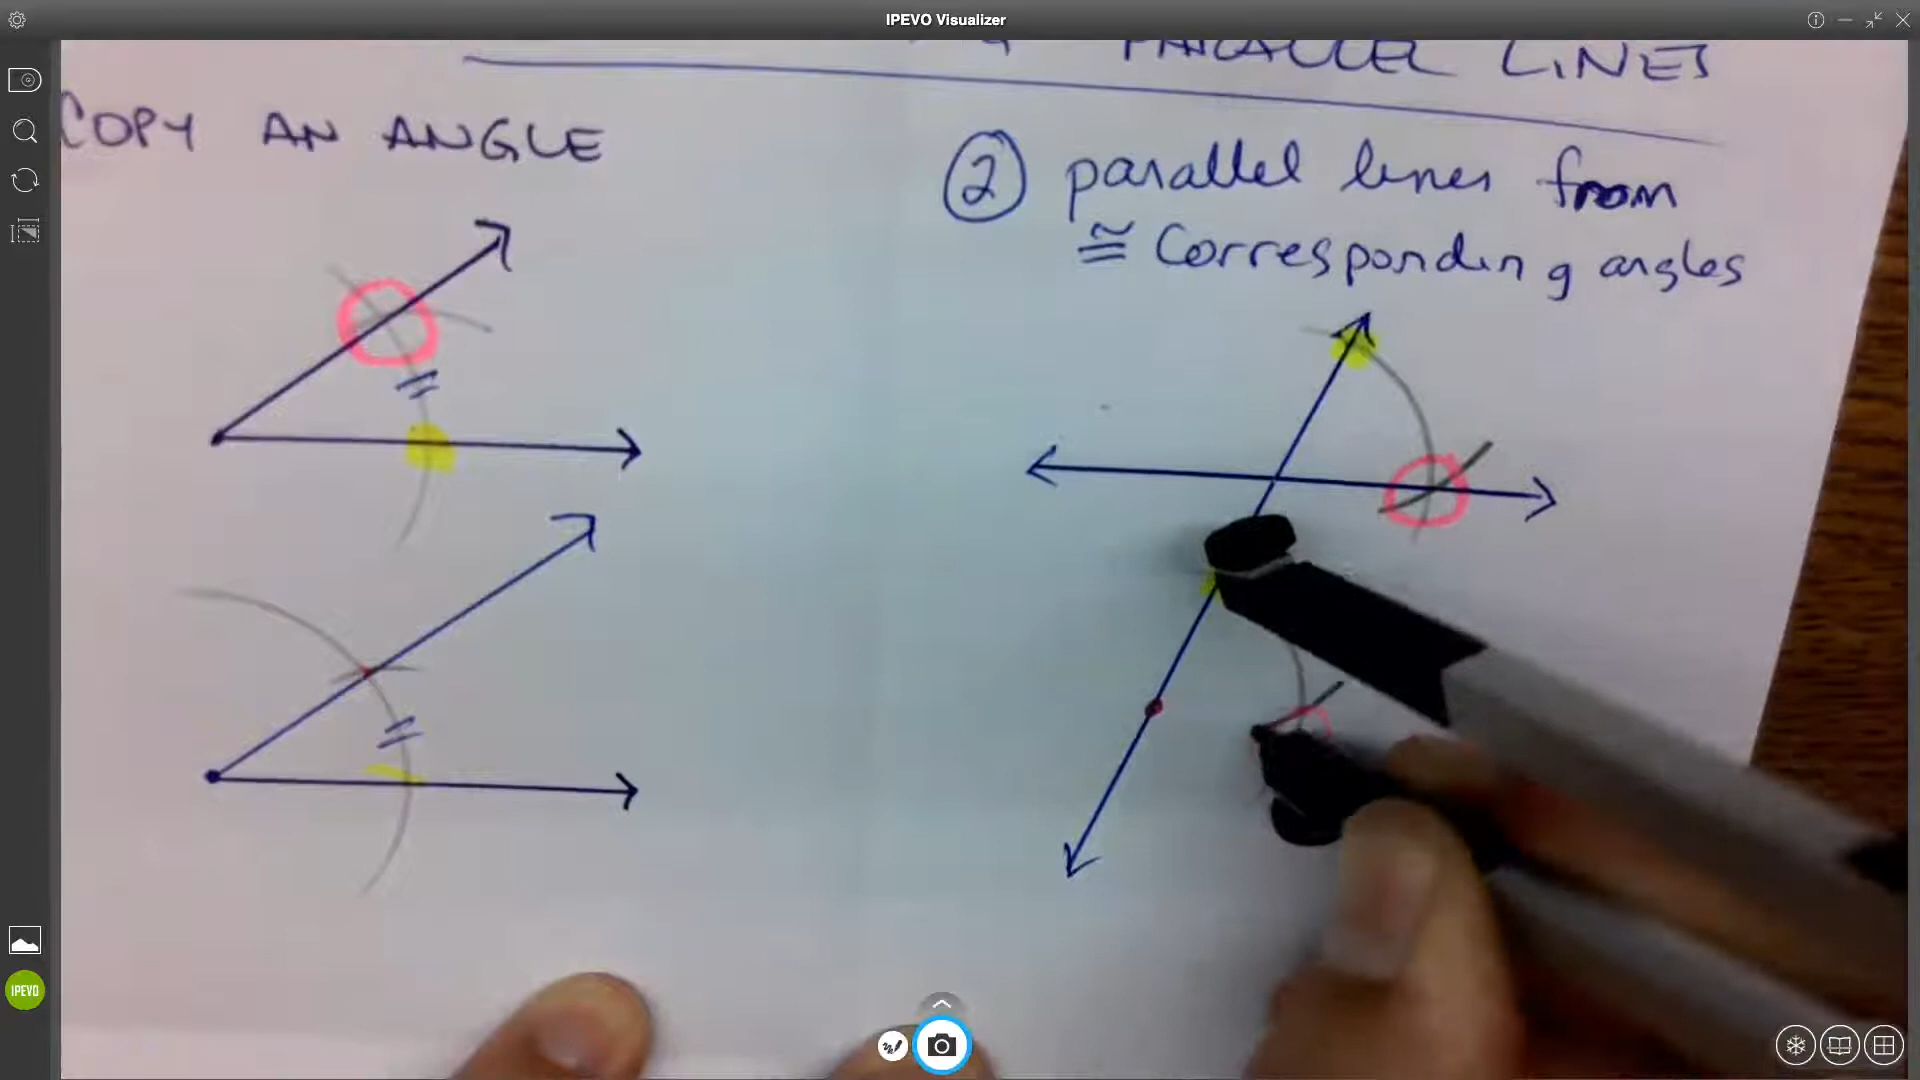 IPEVO Visualizer
PARALLEL LINES
COPY AN ANGLE
2 parallel lines from
≅ Corresponding angles
IPEVO